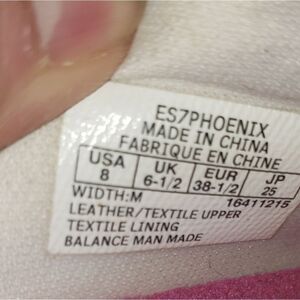 ES7PHOENIX
MADE IN CHINA
FABRIQUE EN CHINE
USA UK EUR JP
8 6-1/2 38-1/2 25
WIDTH:M 16411215
LEATHER/TEXTILE UPPER
TEXTILE LINING
BALANCE MAN MADE